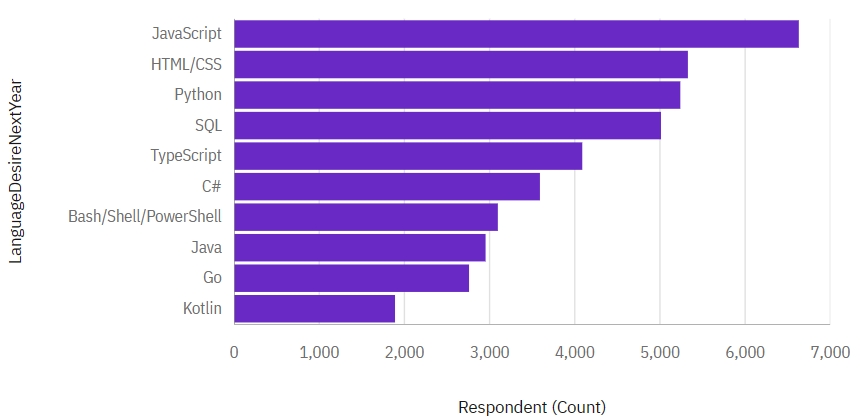 LanguageDesireNextYear
JavaScript
HTML/CSS
Python
SQL
TypeScript
C#
Bash/Shell/PowerShell
Java
Go
Kotlin
0 1,000 2,000 3,000 4,000 5,000 6,000 7,000
Respondent (Count)